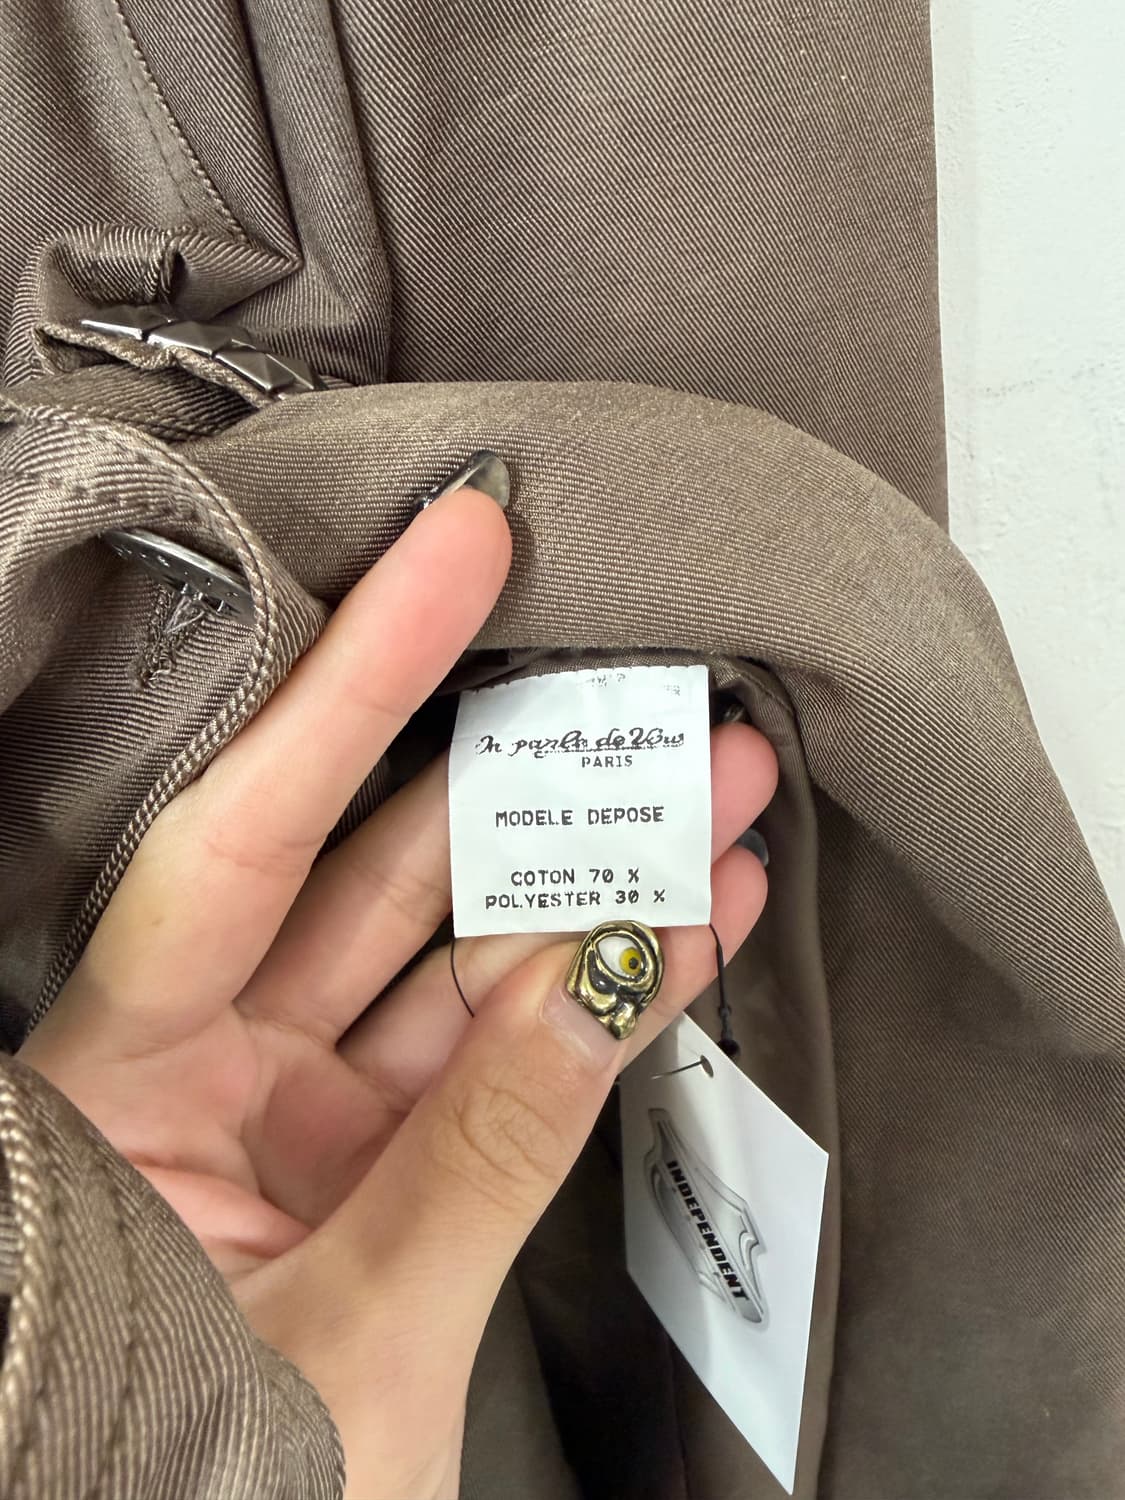 On parle de Vous
PARIS
MODELE DEPOSE
COTON 70 %
POLYESTER 30 %
INDEPENDENT